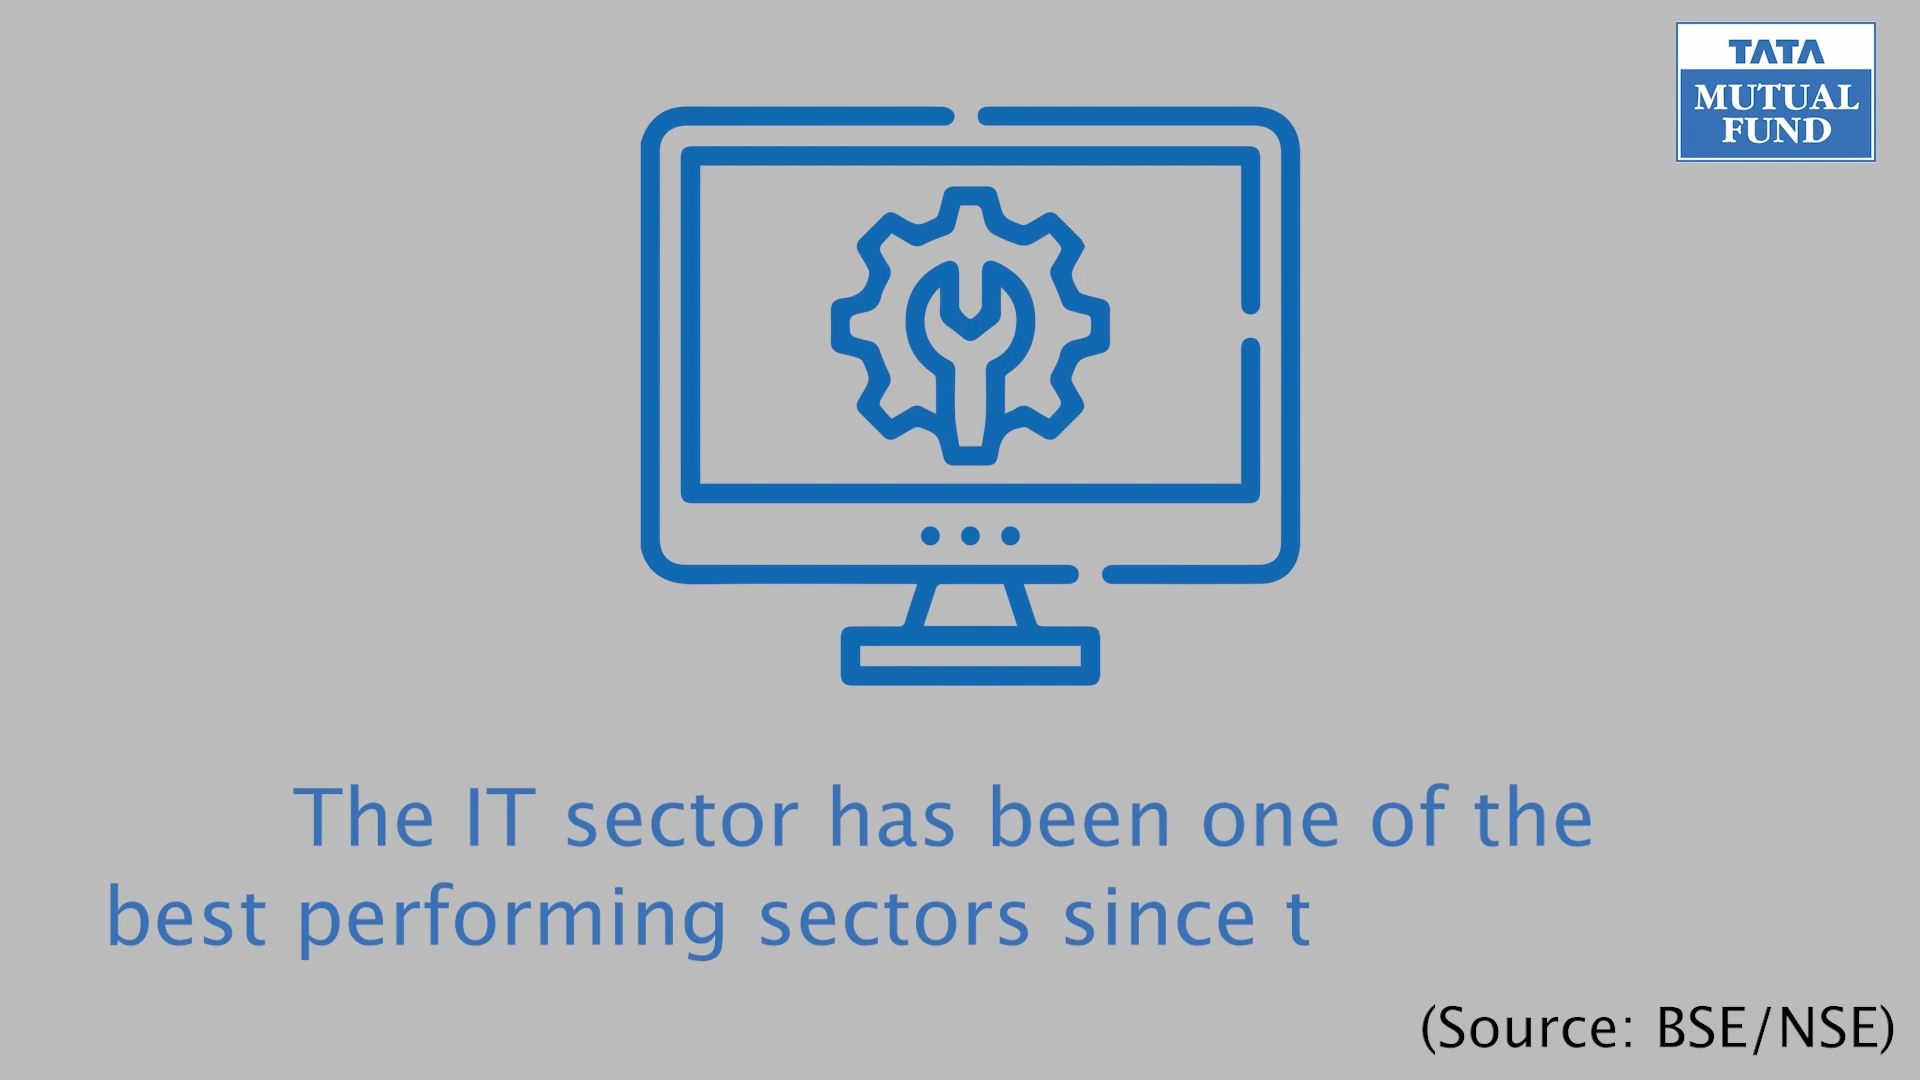 TATA
MUTUAL
FUND
The IT sector has been one of the
best performing sectors since t
(Source: BSE/NSE)